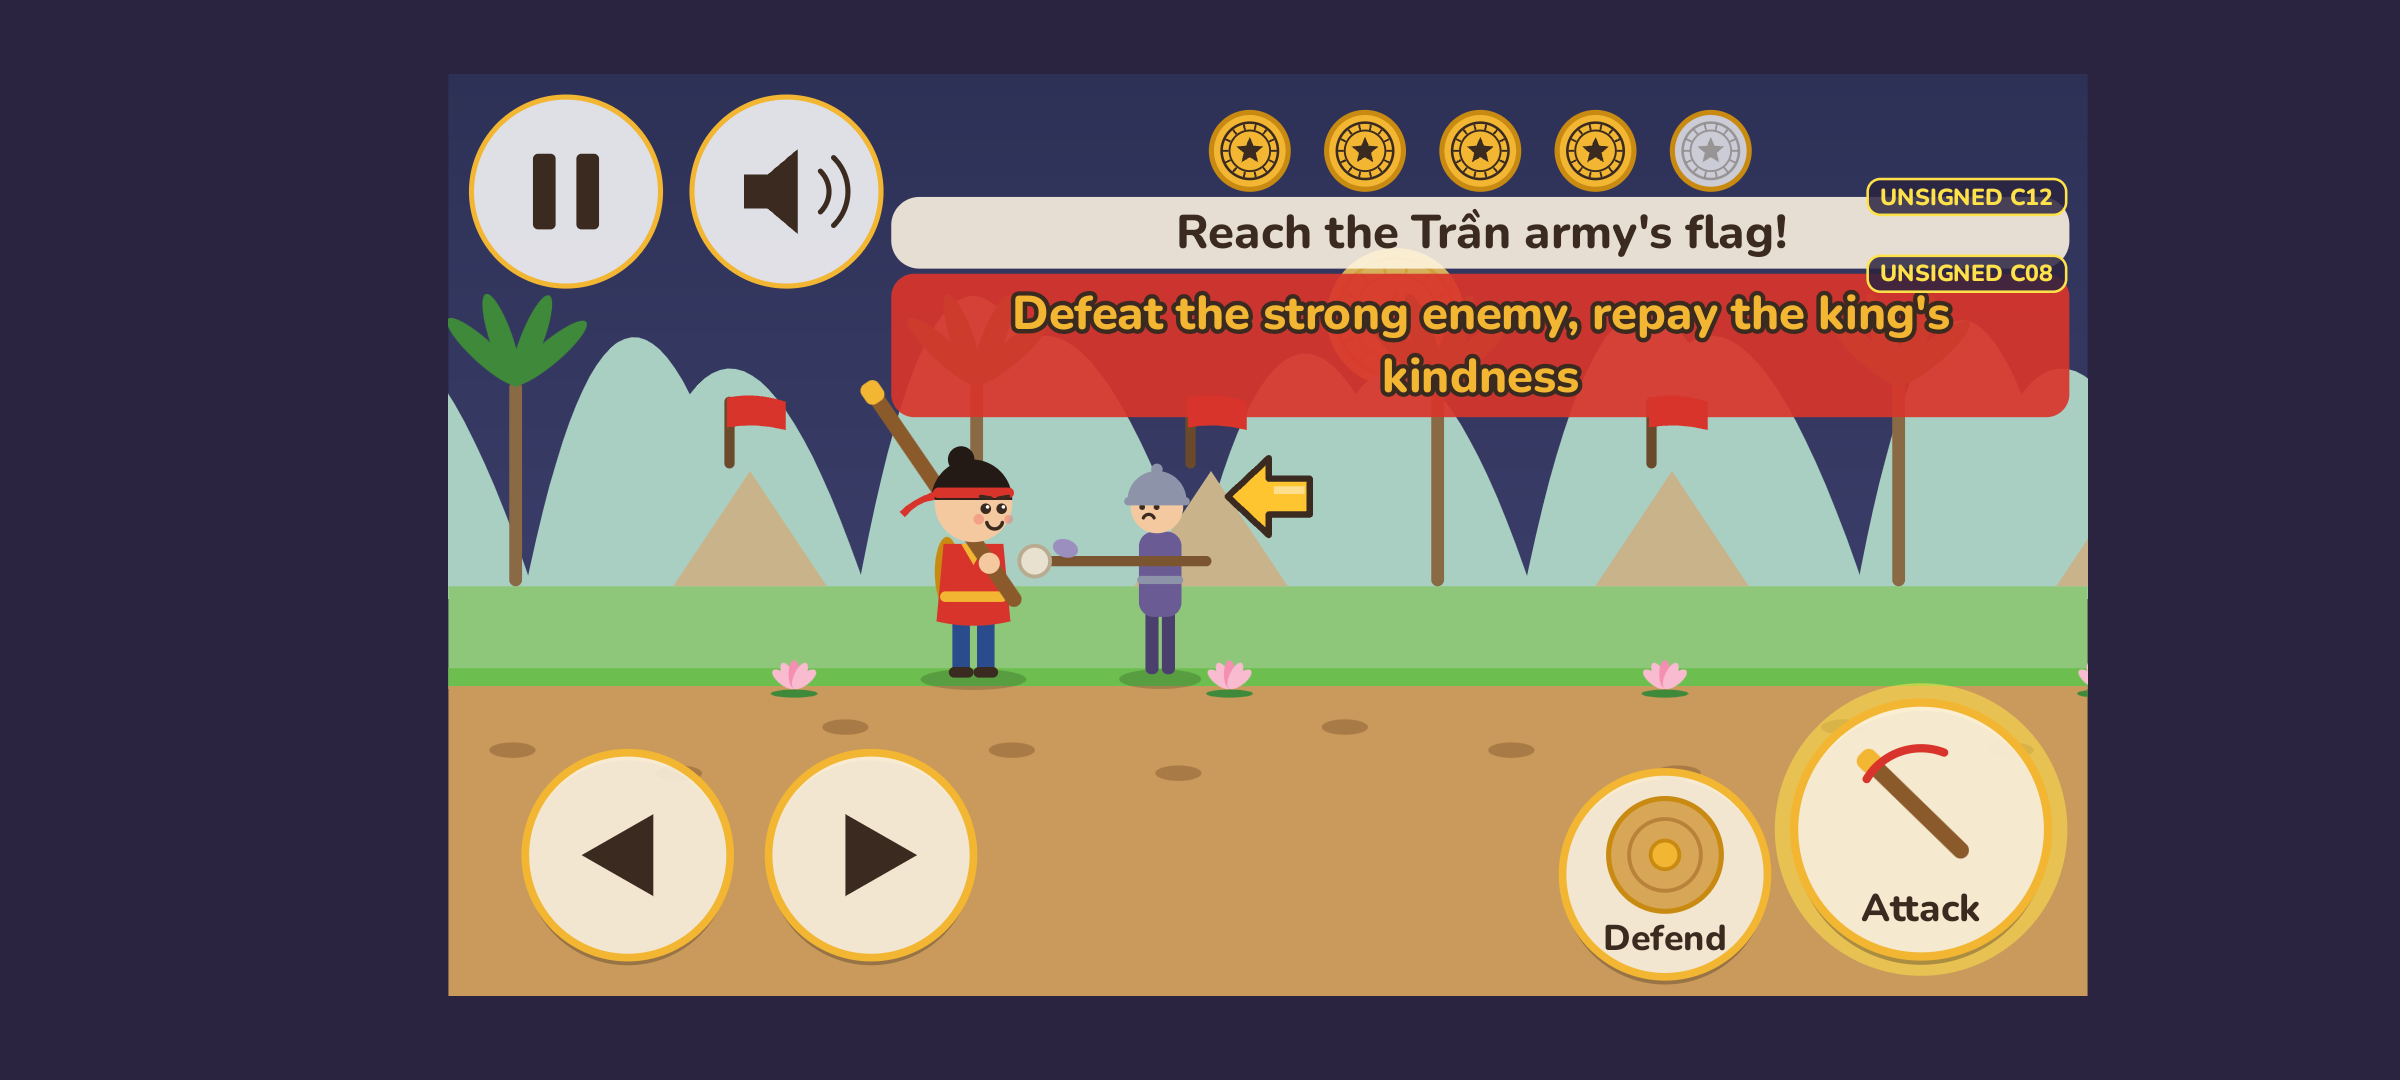 UNSIGNED C12
Reach the Trần army's flag!
UNSIGNED C08
Defeat the strong enemy, repay the king's
kindness
Defend
Attack